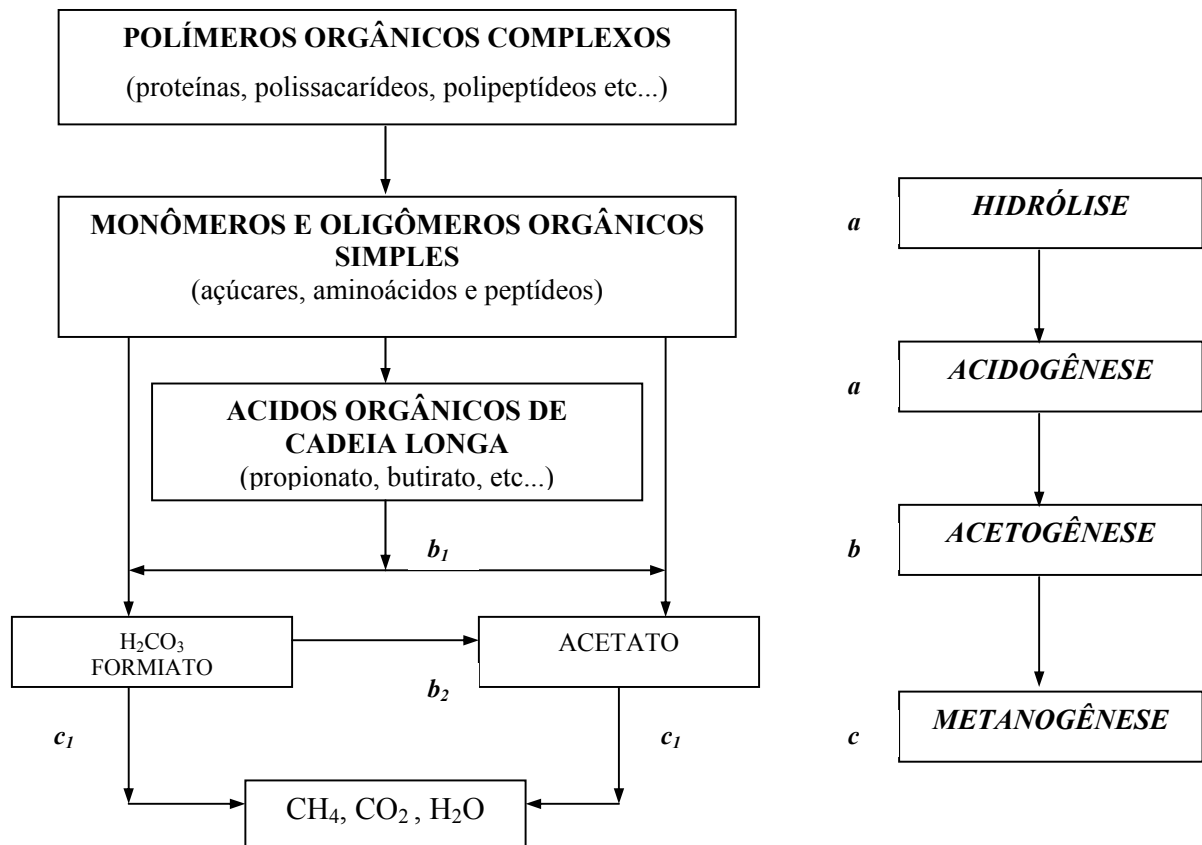 POLÍMEROS ORGÂNICOS COMPLEXOS
(proteínas, polissacarídeos, polipeptídeos etc...)
MONÔMEROS E OLIGÔMEROS ORGÂNICOS
SIMPLES
(açúcares, aminoácidos e peptídeos)
ACIDOS ORGÂNICOS DE
CADEIA LONGA
(propionato, butirato, etc...)
b₁
H₂CO₃
FORMIATO
ACETATO
b₂
c₁
c₁
CH₄, CO₂ , H₂O
a
HIDRÓLISE
a
ACIDOGÊNESE
b
ACETOGÊNESE
c
METANOGÊNESE